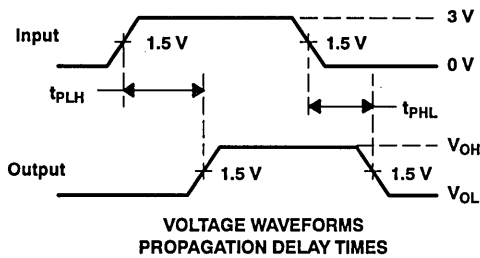 3 V
Input
1.5 V
1.5 V
0 V
tPLH
tPHL
VOH
Output
1.5 V
1.5 V
VOL
VOLTAGE WAVEFORMS
PROPAGATION DELAY TIMES